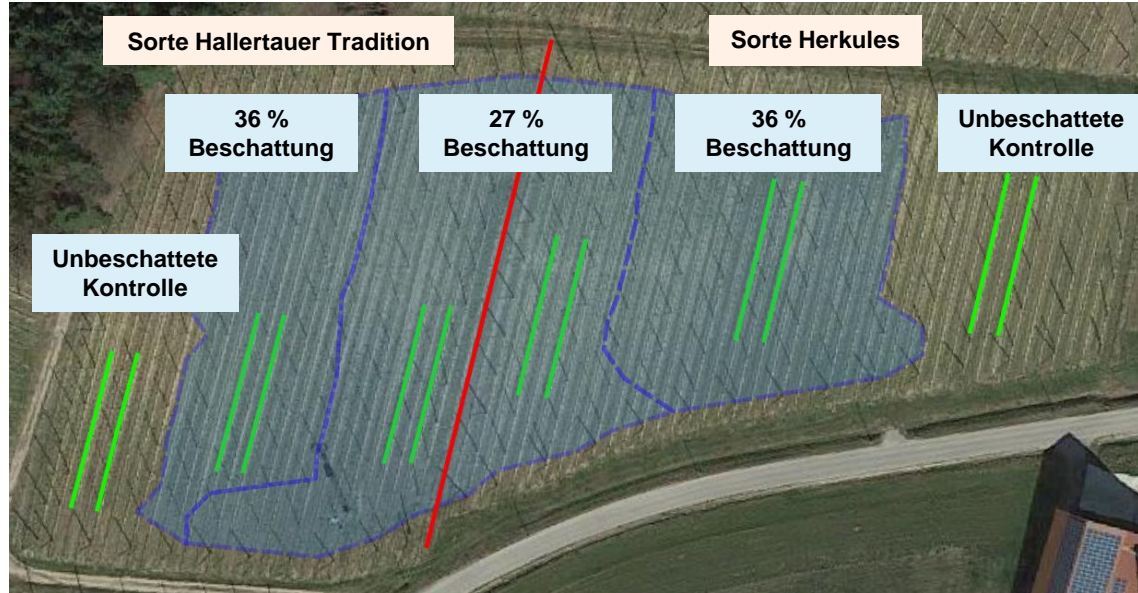 Sorte Hallertauer Tradition
Sorte Herkules
36 %
Beschattung
27 %
Beschattung
36 %
Beschattung
Unbeschattete
Kontrolle
Unbeschattete
Kontrolle